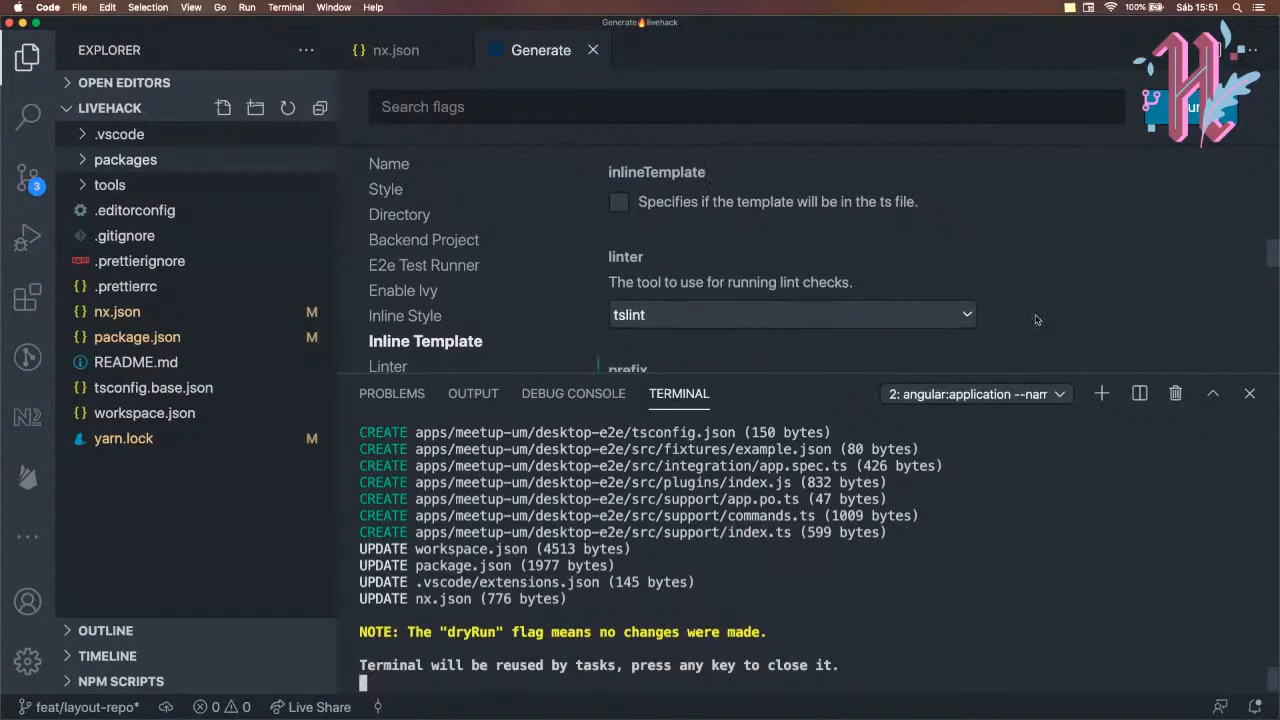 Code File Edit Selection View Go Run Terminal Window Help 100% Sáb 15:51
Generate🔥livehack
EXPLORER
nx.json
Generate
OPEN EDITORS
LIVEHACK
.vscode
packages
tools
.editorconfig
.gitignore
.prettierignore
.prettierrc
nx.json M
package.json M
README.md
tsconfig.base.json
workspace.json
yarn.lock M
OUTLINE
TIMELINE
NPM SCRIPTS
3
Search flags
Name
Style
Directory
Backend Project
E2e Test Runner
Enable Ivy
Inline Style
Inline Template
Linter
inlineTemplate
Specifies if the template will be in the ts file.
linter
The tool to use for running lint checks.
tslint
prefix
PROBLEMS OUTPUT DEBUG CONSOLE TERMINAL 2: angular:application --nam
CREATE apps/meetup-um/desktop-e2e/tsconfig.json (150 bytes)
CREATE apps/meetup-um/desktop-e2e/src/fixtures/example.json (80 bytes)
CREATE apps/meetup-um/desktop-e2e/src/integration/app.spec.ts (426 bytes)
CREATE apps/meetup-um/desktop-e2e/src/plugins/index.js (832 bytes)
CREATE apps/meetup-um/desktop-e2e/src/support/app.po.ts (47 bytes)
CREATE apps/meetup-um/desktop-e2e/src/support/commands.ts (1009 bytes)
CREATE apps/meetup-um/desktop-e2e/src/support/index.ts (599 bytes)
UPDATE workspace.json (4513 bytes)
UPDATE package.json (1977 bytes)
UPDATE .vscode/extensions.json (145 bytes)
UPDATE nx.json (776 bytes)
NOTE: The "dryRun" flag means no changes were made.
Terminal will be reused by tasks, press any key to close it.
feat/layout-repo* 0 0 Live Share